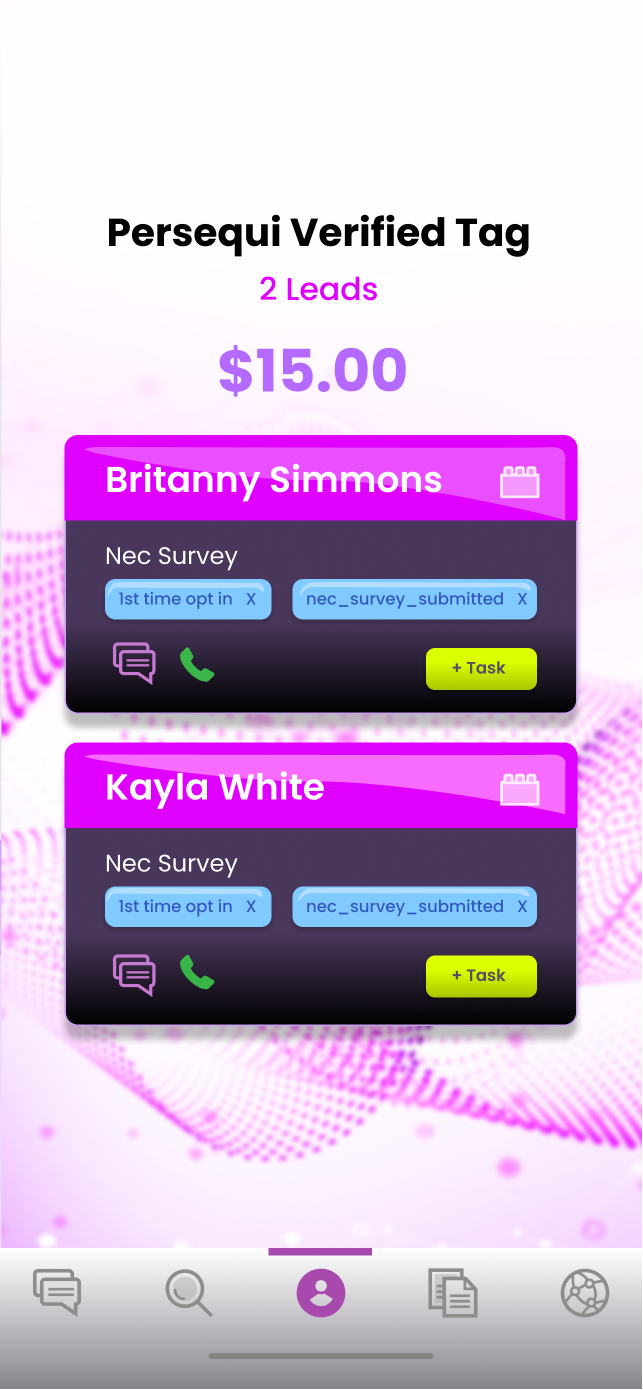 Persequi Verified Tag
2 Leads
$15.00
Britanny Simmons
Nec Survey
1st time opt in X nec_survey_submitted X
+ Task
Kayla White
Nec Survey
1st time opt in X nec_survey_submitted X
+ Task